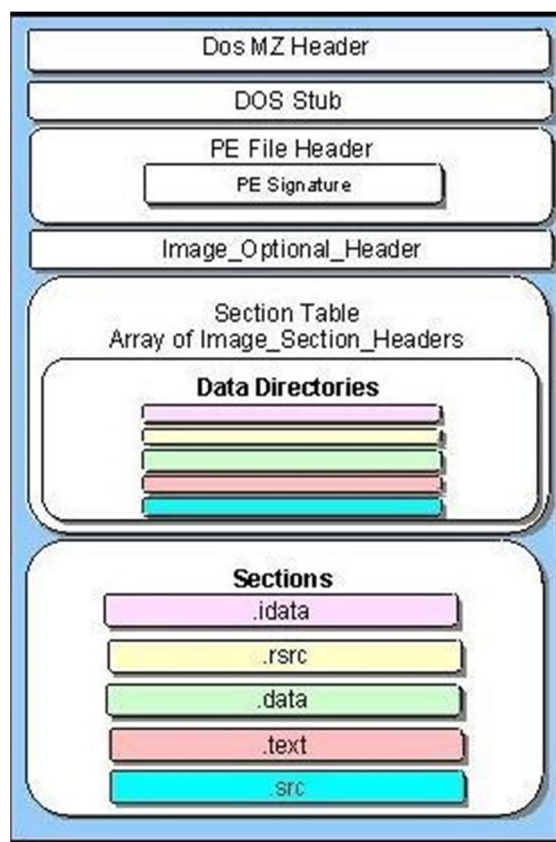 Dos MZ Header
DOS Stub
PE File Header
PE Signature
Image_Optional_Header
Section Table
Array of Image_Section_Headers
Data Directories
Sections
.idata
.rsrc
.data
.text
.src